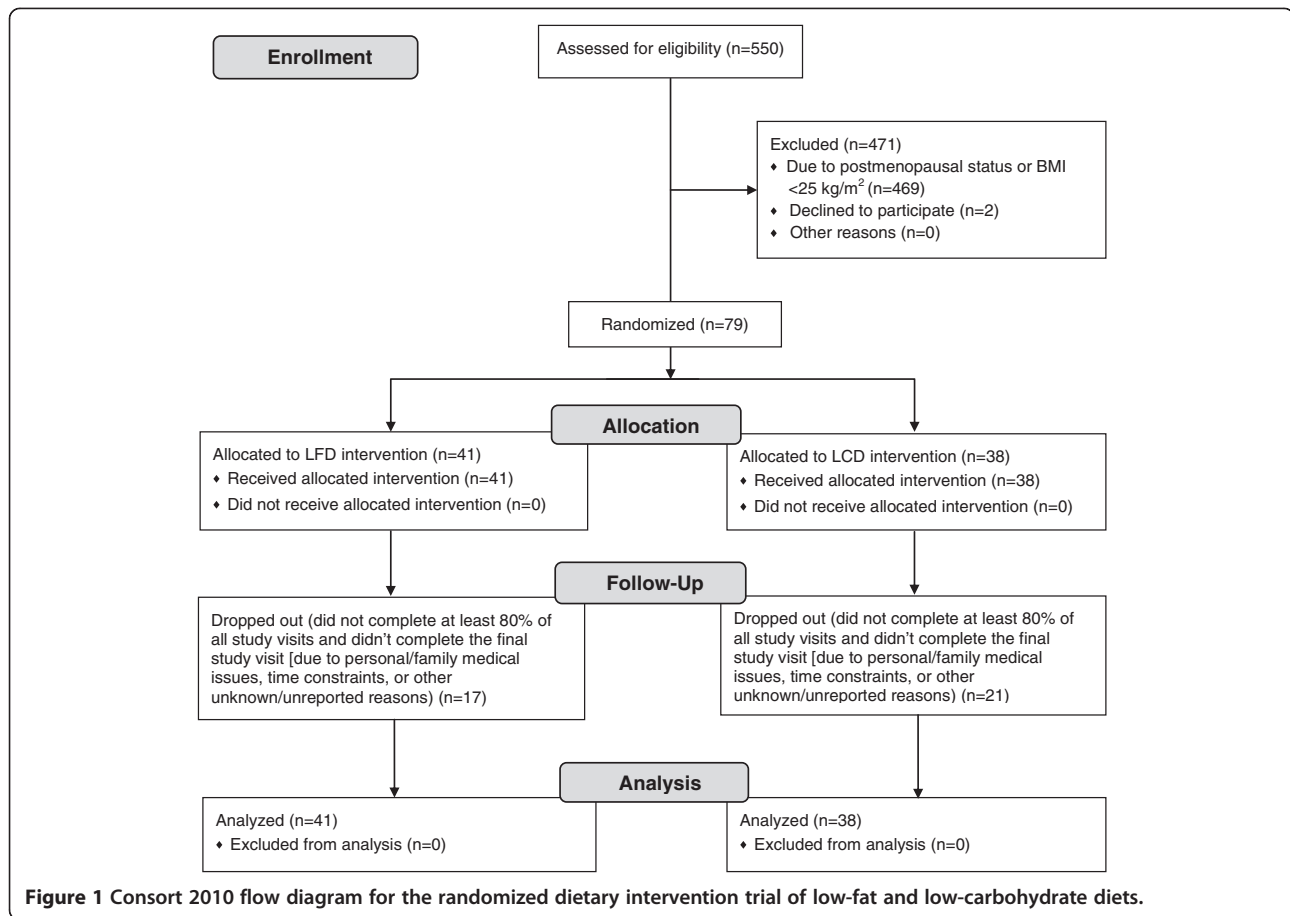 Enrollment
Assessed for eligibility (n=550)
Excluded (n=471)
♦ Due to postmenopausal status or BMI
<25 kg/m² (n=469)
♦ Declined to participate (n=2)
♦ Other reasons (n=0)
Randomized (n=79)
Allocation
Allocated to LFD intervention (n=41)
♦ Received allocated intervention (n=41)
♦ Did not receive allocated intervention (n=0)
Allocated to LCD intervention (n=38)
♦ Received allocated intervention (n=38)
♦ Did not receive allocated intervention (n=0)
Follow-Up
Dropped out (did not complete at least 80% of
all study visits and didn’t complete the final
study visit [due to personal/family medical
issues, time constraints, or other
unknown/unreported reasons) (n=17)
Dropped out (did not complete at least 80% of
all study visits and didn’t complete the final
study visit [due to personal/family medical
issues, time constraints, or other
unknown/unreported reasons) (n=21)
Analysis
Analyzed (n=41)
♦ Excluded from analysis (n=0)
Analyzed (n=38)
♦ Excluded from analysis (n=0)
Figure 1 Consort 2010 flow diagram for the randomized dietary intervention trial of low-fat and low-carbohydrate diets.